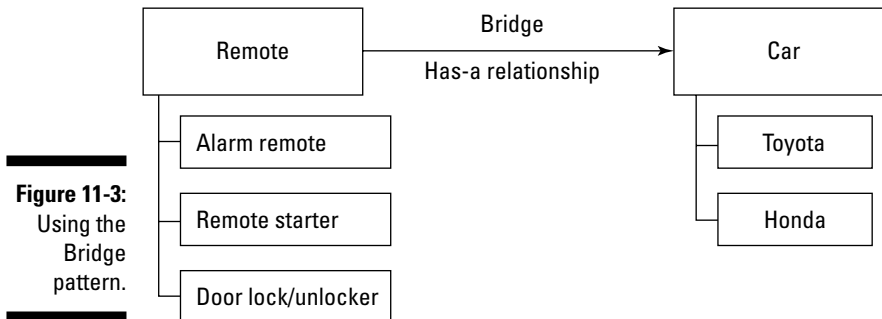 Remote
Bridge
Has-a relationship
Car
Alarm remote
Remote starter
Door lock/unlocker
Toyota
Honda
Figure 11-3:
Using the
Bridge
pattern.